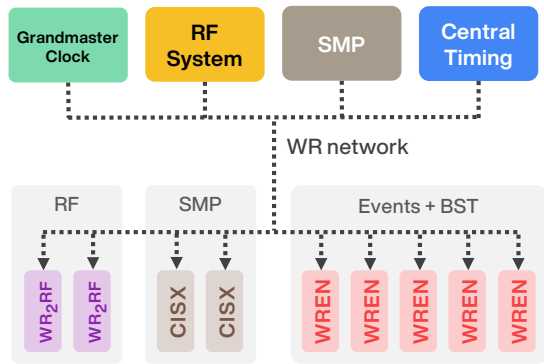 Grandmaster
Clock
RF
System
SMP
Central
Timing
WR network
RF
SMP
Events + BST
WR₂RF
WR₂RF
CISX
CISX
WREN
WREN
WREN
WREN
WREN